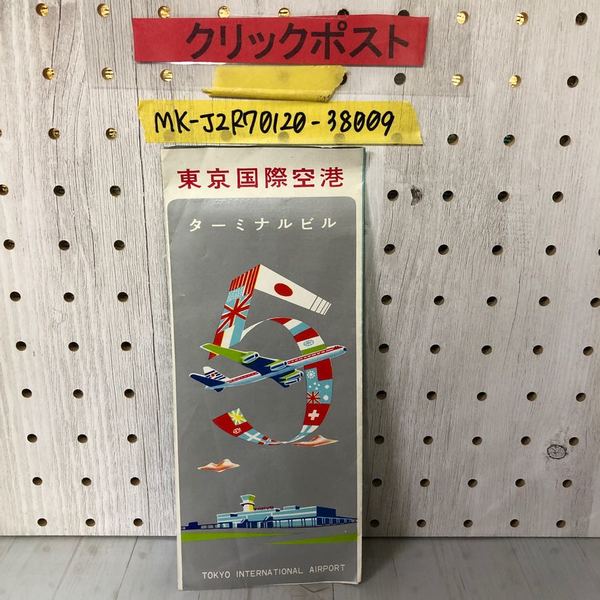 クリックポスト
MK-J2R70120-38009
東京国際空港
ターミナルビル
TOKYO INTERNATIONAL AIRPORT